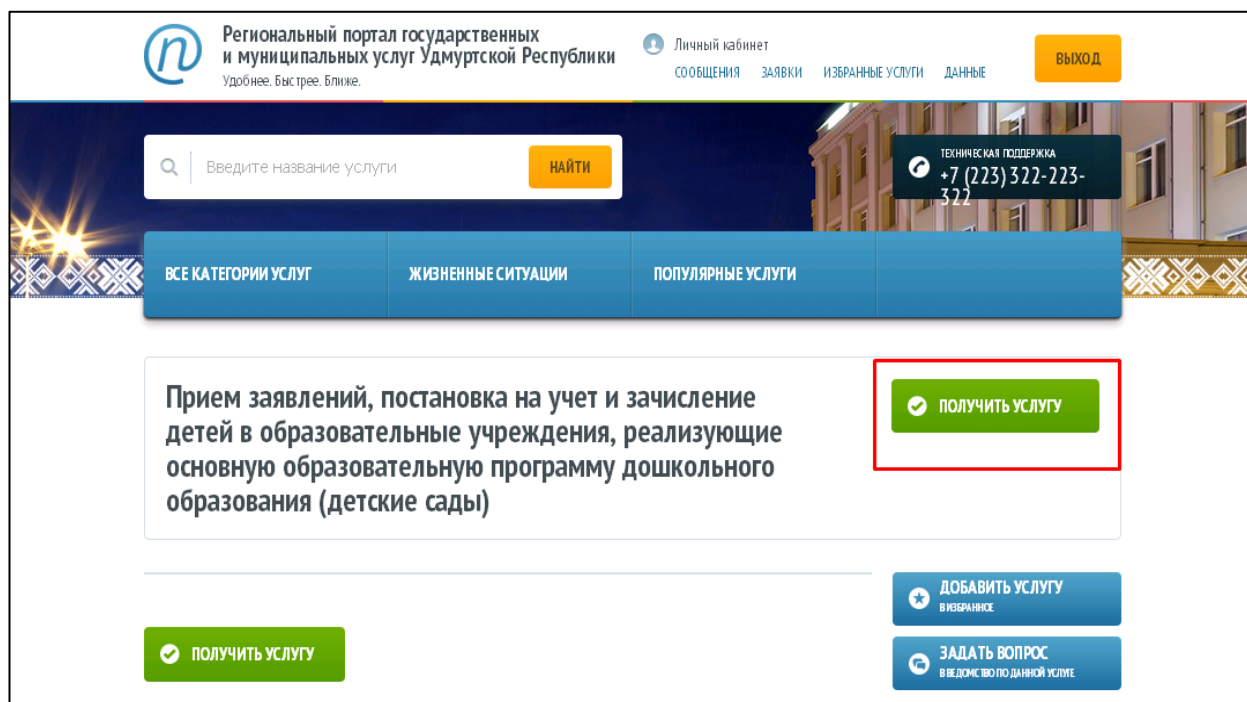 Региональный портал государственных
и муниципальных услуг Удмуртской Республики
Удобнее. Быстрее. Ближе.
Личный кабинет
СООБЩЕНИЯ ЗАЯВКИ ИЗБРАННЫЕ УСЛУГИ ДАННЫЕ
ВЫХОД
Введите название услуги
НАЙТИ
ТЕХНИЧЕСКАЯ ПОДДЕРЖКА
+7 (223) 322-223-
322
ВСЕ КАТЕГОРИИ УСЛУГ
ЖИЗНЕННЫЕ СИТУАЦИИ
ПОПУЛЯРНЫЕ УСЛУГИ
Прием заявлений, постановка на учет и зачисление
детей в образовательные учреждения, реализующие
основную образовательную программу дошкольного
образования (детские сады)
ПОЛУЧИТЬ УСЛУГУ
ДОБАВИТЬ УСЛУГУ
В ИЗБРАННОЕ
ПОЛУЧИТЬ УСЛУГУ
ЗАДАТЬ ВОПРОС
В ВЕДОМСТВО ПО ДАННОЙ УСЛУГЕ